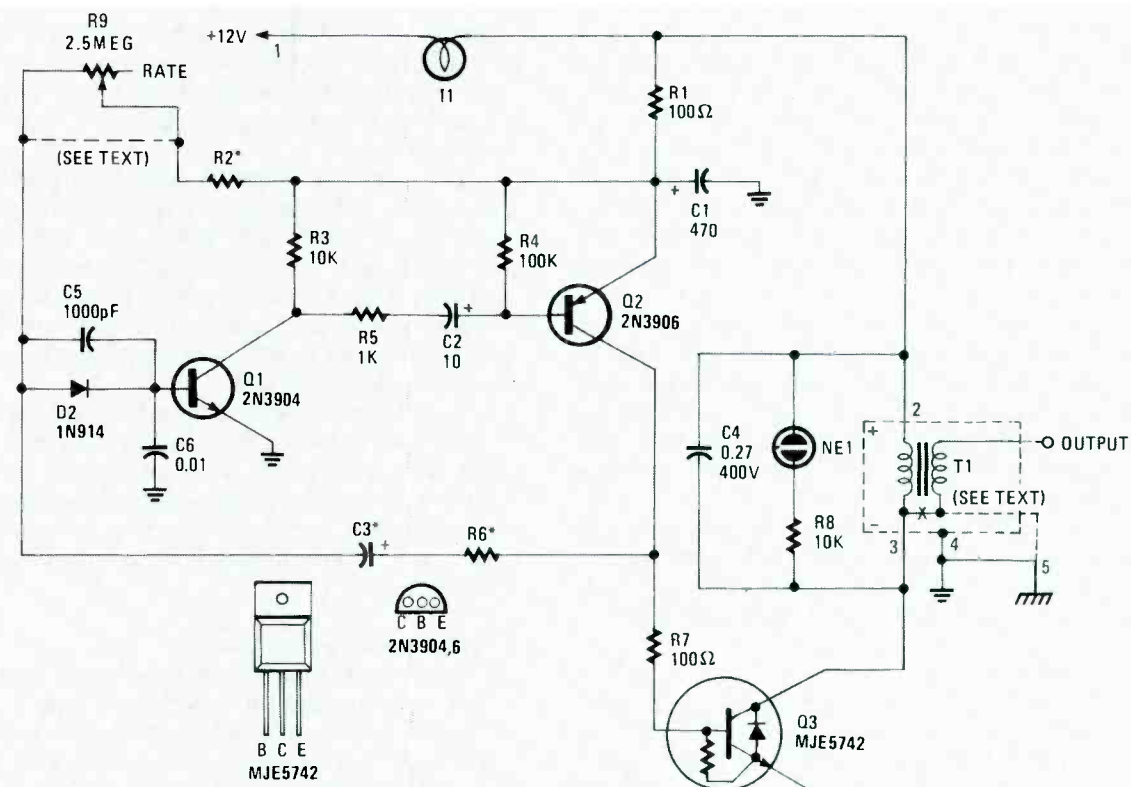 R9
2.5MEG
RATE
(SEE TEXT)
R2*
+12V
1
I1
R1
100Ω
+
C1
470
R3
10K
R4
100K
C5
1000pF
D2
1N914
C6
0.01
Q1
2N3904
R5
1K
+
C2
10
Q2
2N3906
C4
0.27
400V
NE1
R8
10K
2
+
OUTPUT
T1
(SEE TEXT)
X
-
3
4
5
C3*
+
R6*
C B E
2N3904,6
R7
100Ω
Q3
MJE5742
B C E
MJE5742